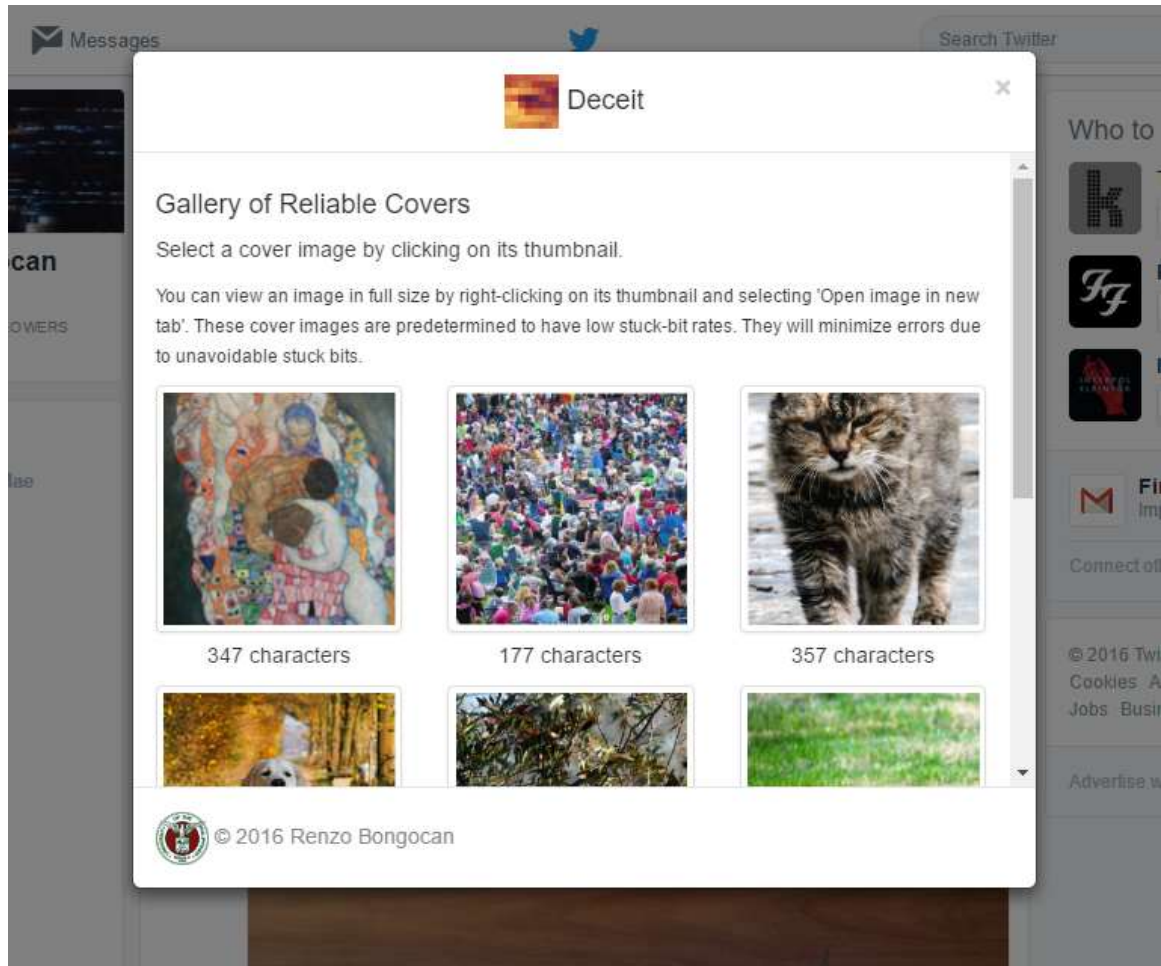 Messages
Search Twitter
Deceit
×
Who to
Gallery of Reliable Covers
Select a cover image by clicking on its thumbnail.
You can view an image in full size by right-clicking on its thumbnail and selecting 'Open image in new
tab'. These cover images are predetermined to have low stuck-bit rates. They will minimize errors due
to unavoidable stuck bits.
can
OWERS
k
FF
347 characters
177 characters
357 characters
Connect
© 2016
Cookies A
Jobs
Advertise
© 2016 Renzo Bongocan